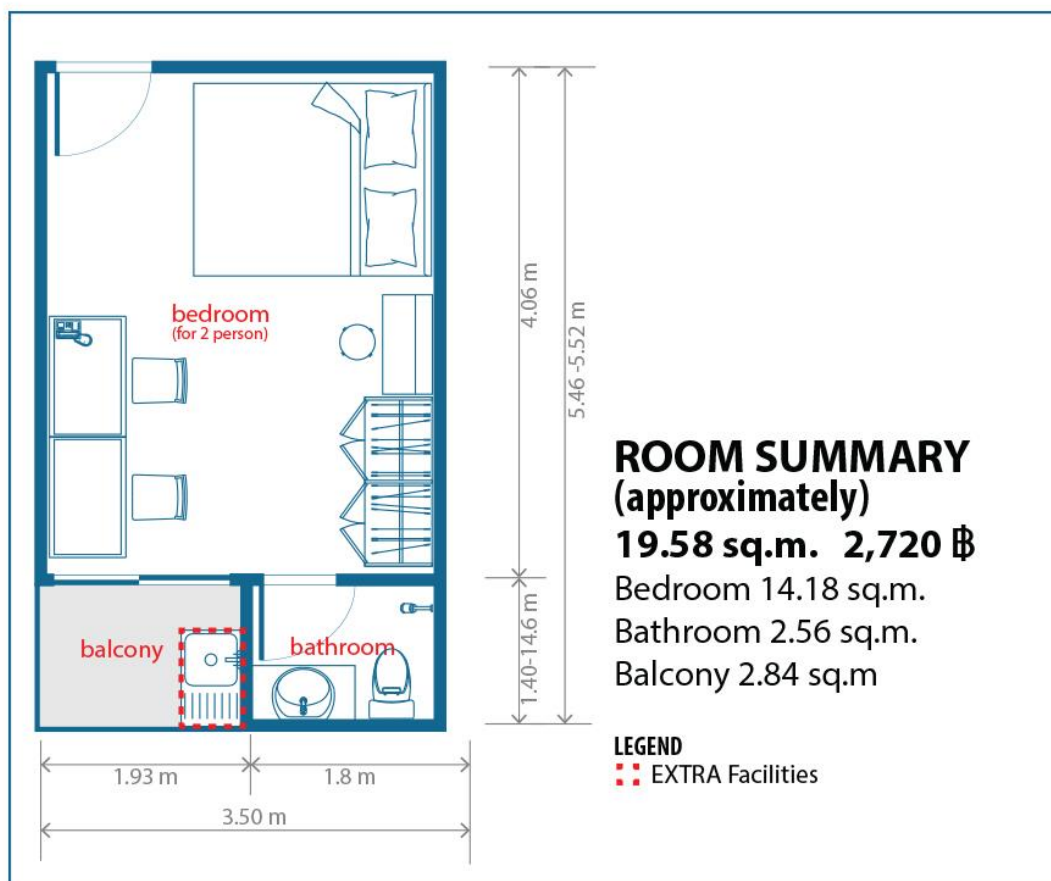 bedroom
(for 2 person)
4.06 m
5.46 -5.52 m
ROOM SUMMARY
(approximately)
19.58 sq.m. 2,720 ฿
Bedroom 14.18 sq.m.
Bathroom 2.56 sq.m.
Balcony 2.84 sq.m
balcony
bathroom
1.40-14.6 m
LEGEND
EXTRA Facilities
1.93 m
1.8 m
3.50 m